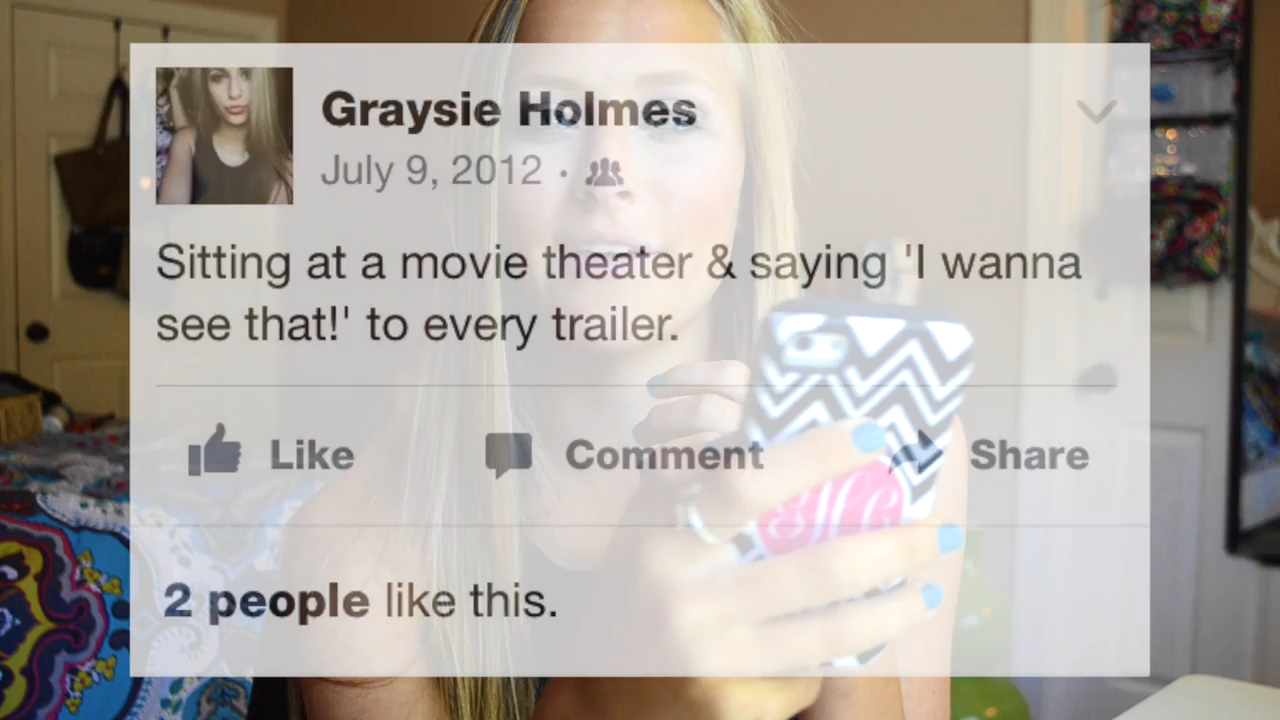 Graysie Holmes
July 9, 2012 ·
Sitting at a movie theater & saying 'I wanna
see that!' to every trailer.
Like Comment Share
2 people like this.